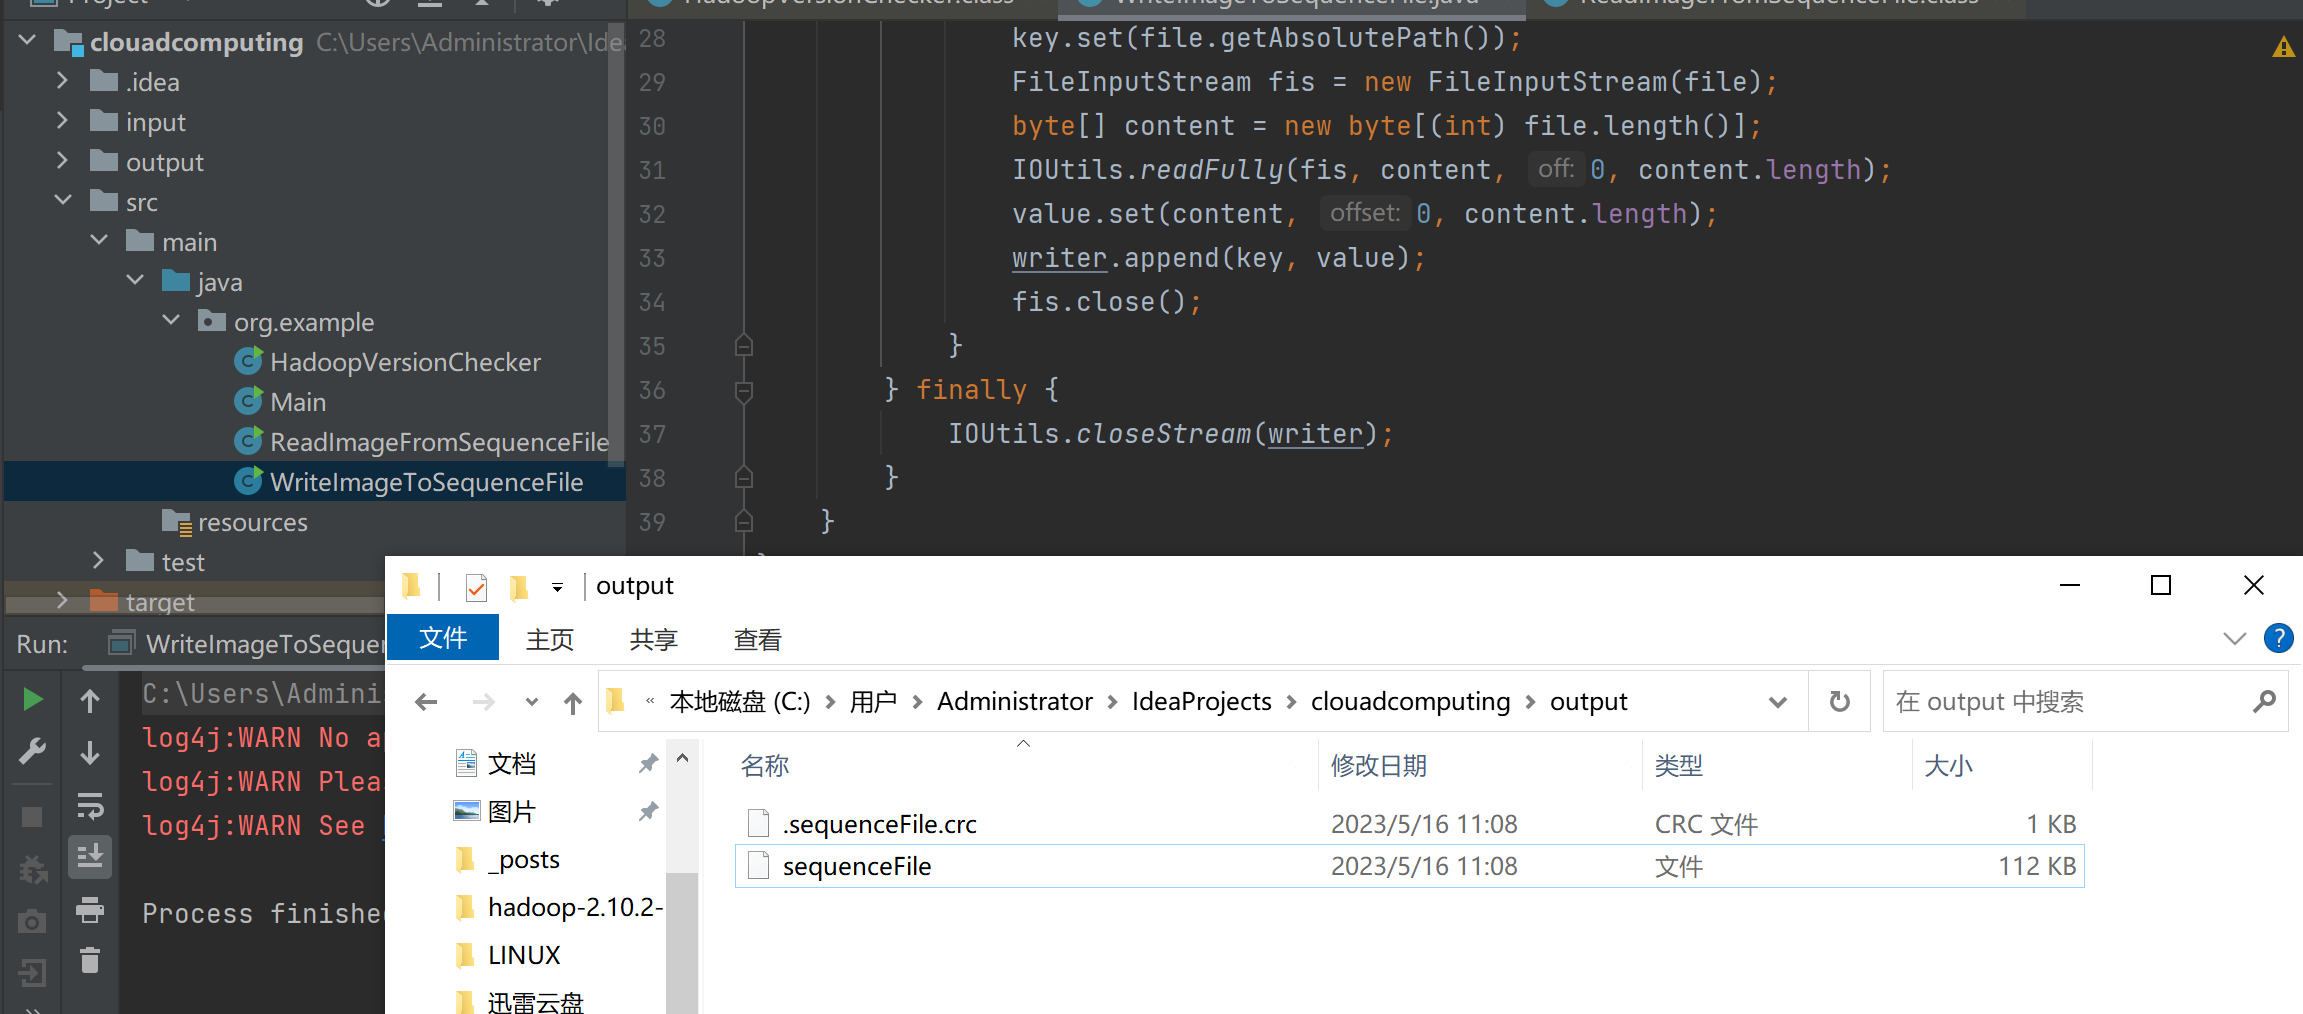 Project
HadoopVersionChecker.class
WriteImageToSequenceFile.java
ReadImageFromSequenceFile.class
clouadcomputing C:\Users\Administrator\Ide
.idea
input
output
src
main
java
org.example
HadoopVersionChecker
Main
ReadImageFromSequenceFile
WriteImageToSequenceFile
resources
test
target
28 key.set(file.getAbsolutePath());
29 FileInputStream fis = new FileInputStream(file);
30 byte[] content = new byte[(int) file.length()];
31 IOUtils.readFully(fis, content, off: 0, content.length);
32 value.set(content, offset: 0, content.length);
33 writer.append(key, value);
34 fis.close();
35 }
36 } finally {
37 IOUtils.closeStream(writer);
38 }
39 }
Run: WriteImageToSequen
C:\Users\Admini
log4j:WARN No a
log4j:WARN Plea
log4j:WARN See
Process finishe
output
文件 主页 共享 查看
« 本地磁盘 (C:) › 用户 › Administrator › IdeaProjects › clouadcomputing › output
在 output 中搜索
文档
图片
_posts
hadoop-2.10.2-
LINUX
迅雷云盘
名称 修改日期 类型 大小
.sequenceFile.crc 2023/5/16 11:08 CRC 文件 1 KB
sequenceFile 2023/5/16 11:08 文件 112 KB